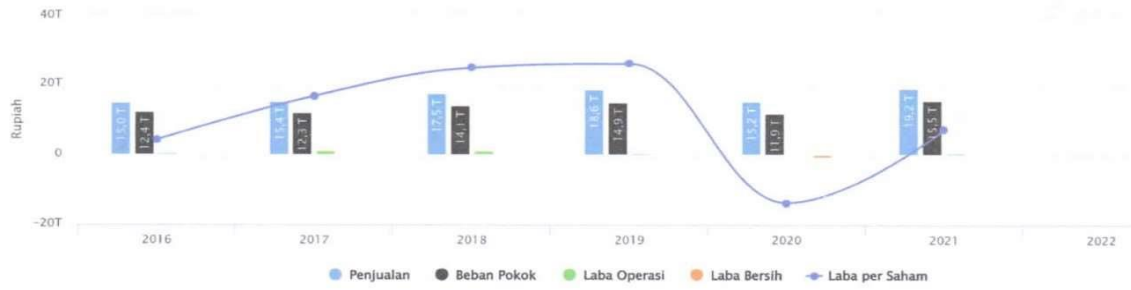 40T
20T
0
-20T
Rupiah
15,0 T
12,4 T
15,4 T
12,3 T
17,5 T
14,1 T
18,6 T
14,9 T
15,2 T
11,9 T
19,2 T
15,5 T
2016 2017 2018 2019 2020 2021 2022
Penjualan Beban Pokok Laba Operasi Laba Bersih Laba per Saham